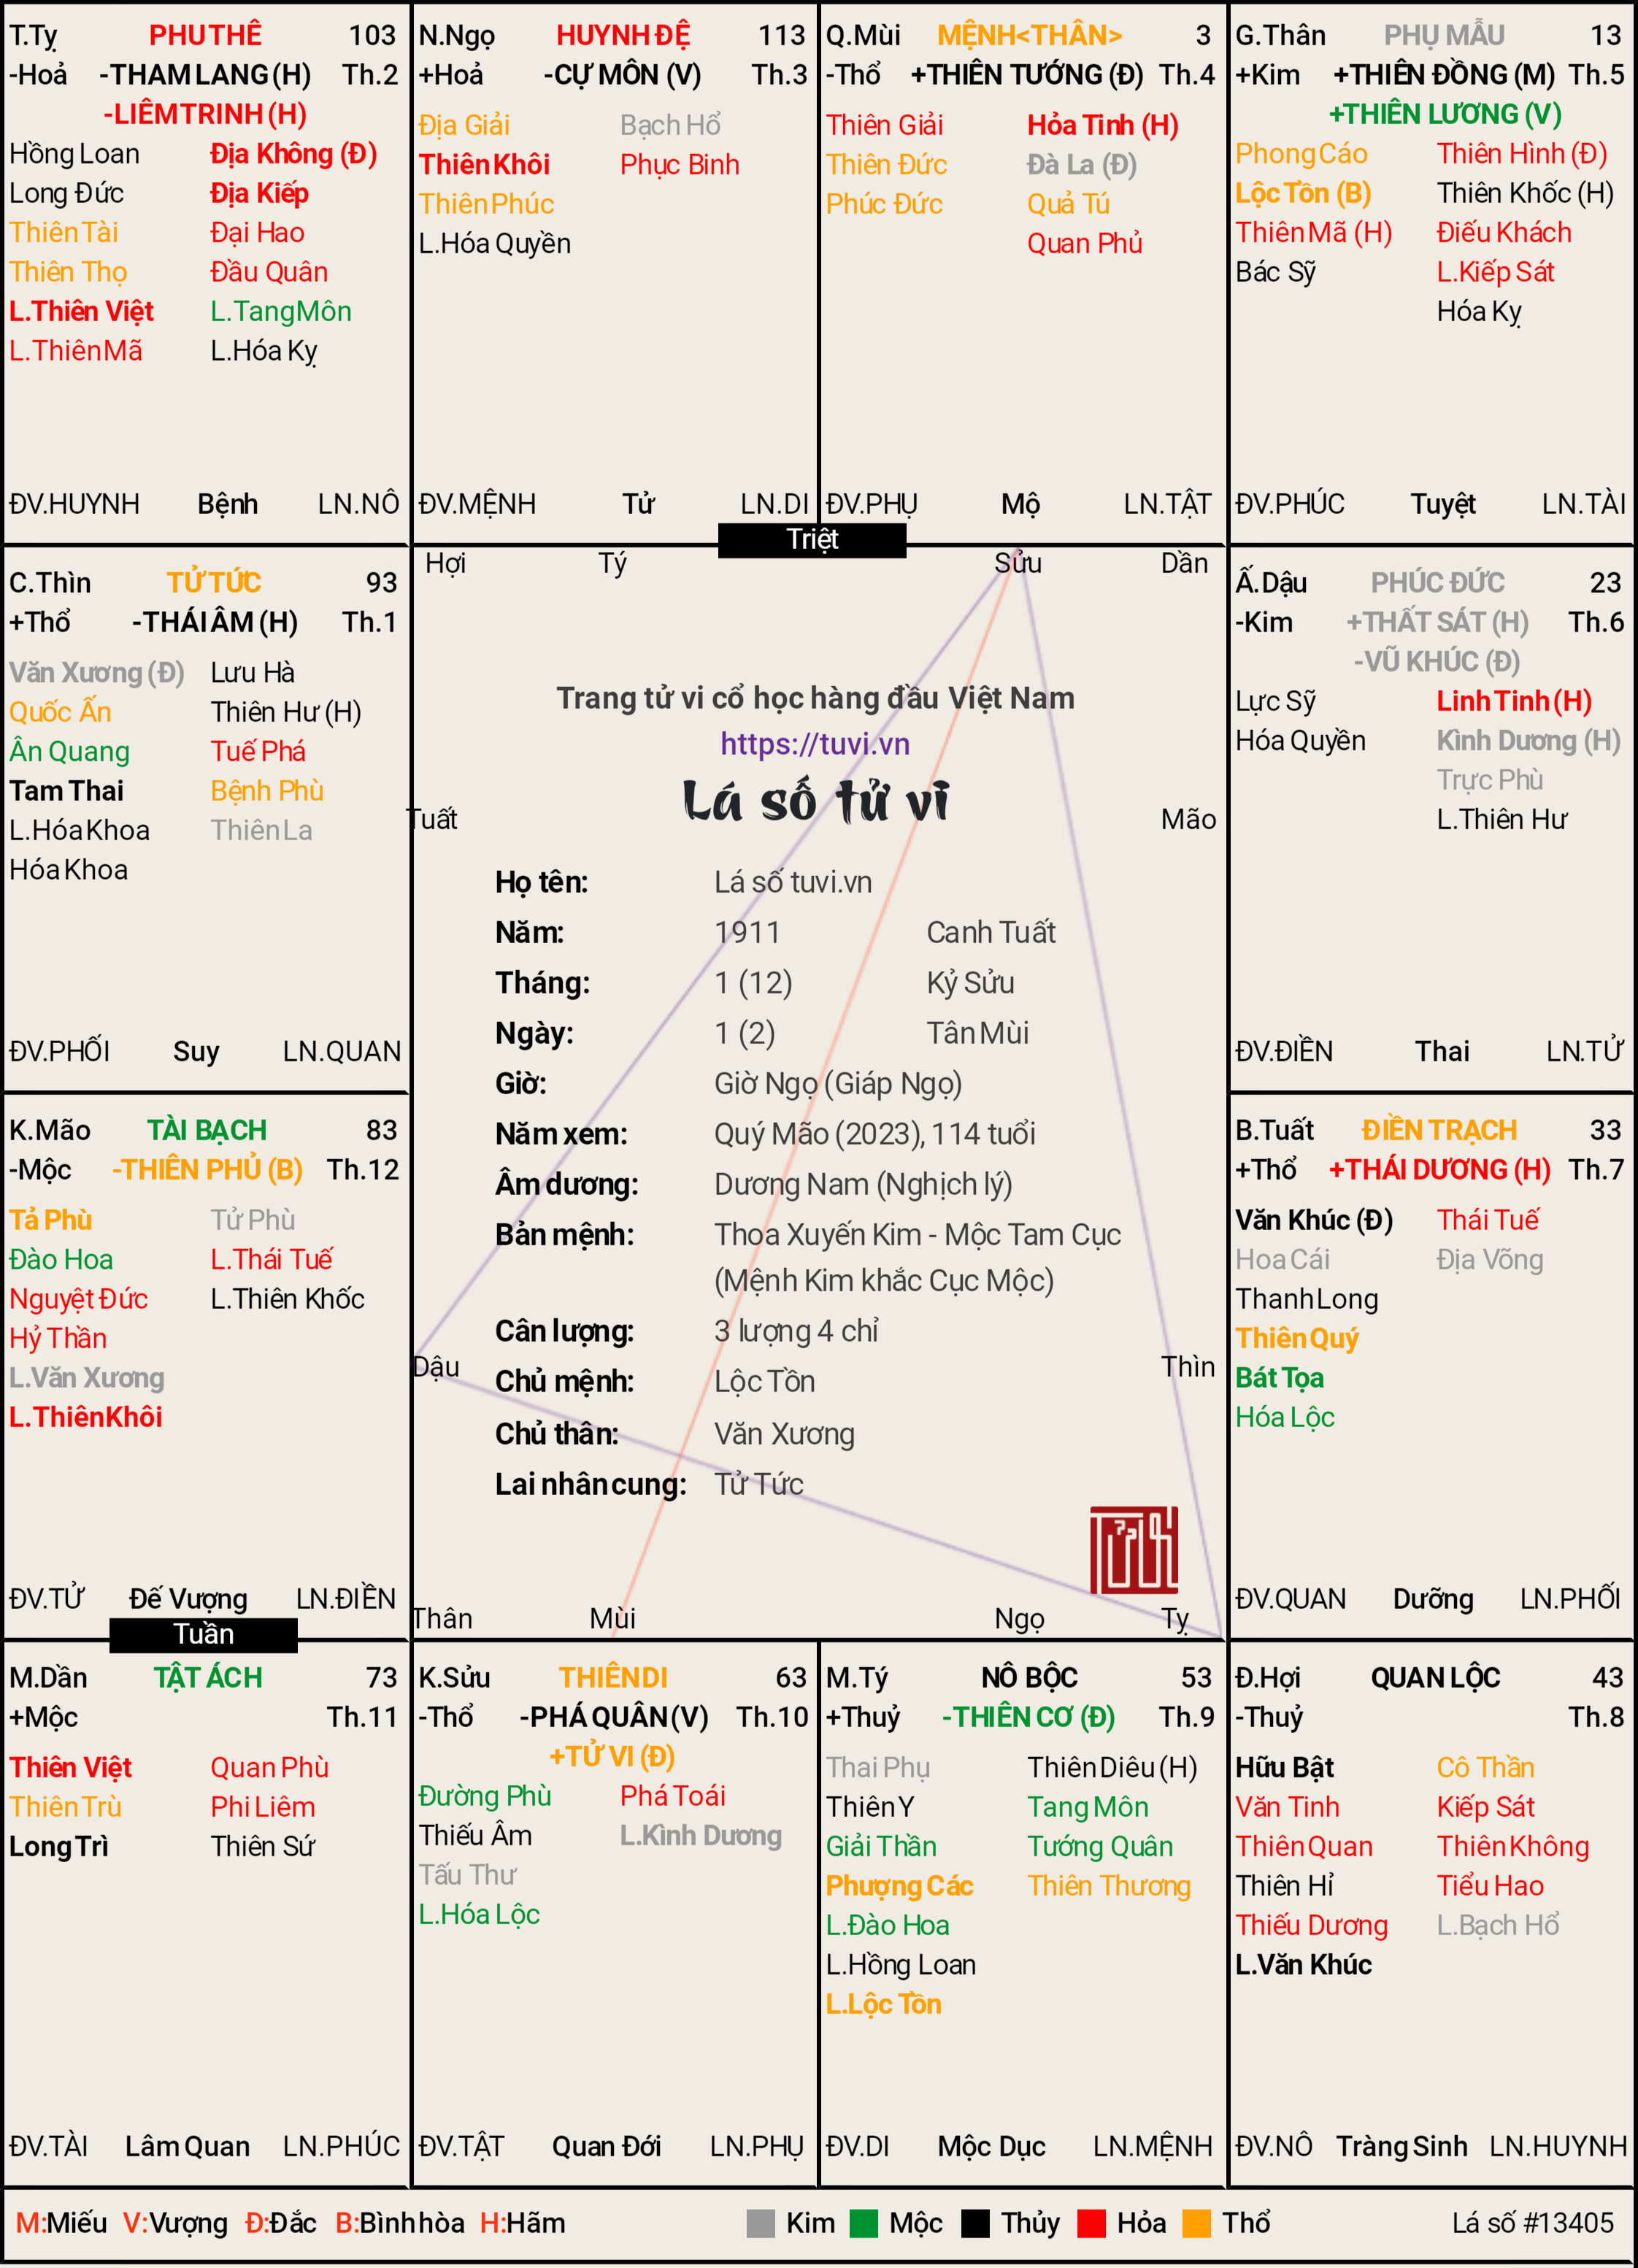 T.Tỵ PHU THÊ 103
-Hoả -THAM LANG (H) Th.2
-LIÊM TRINH (H)
Hồng Loan Địa Không (Đ)
Long Đức Địa Kiếp
Thiên Tài Đại Hao
Thiên Thọ Đẩu Quân
L.Thiên Việt L.Tang Môn
L.Thiên Mã L.Hóa Kỵ
ĐV.HUYNH Bệnh LN.NÔ
N.Ngọ HUYNH ĐỆ 113
+Hoả -CỰ MÔN (V) Th.3
Địa Giải Bạch Hổ
Thiên Khôi Phục Binh
Thiên Phúc
L.Hóa Quyền
ĐV.MỆNH Tử LN.DI
Q.Mùi MỆNH<THÂN> 3
-Thổ +THIÊN TƯỚNG (Đ) Th.4
Thiên Giải Hỏa Tinh (H)
Thiên Đức Đà La (Đ)
Phúc Đức Quả Tú
Quan Phủ
ĐV.PHỤ Mộ LN.TẬT
G.Thân PHỤ MẪU 13
+Kim +THIÊN ĐỒNG (M) Th.5
+THIÊN LƯƠNG (V)
Phong Cáo Thiên Hình (Đ)
Lộc Tồn (B) Thiên Khốc (H)
Thiên Mã (H) Điếu Khách
Bác Sỹ L.Kiếp Sát
Hóa Kỵ
ĐV.PHÚC Tuyệt LN.TÀI
Triệt
C.Thìn TỬ TỨC 93
+Thổ -THÁI ÂM (H) Th.1
Văn Xương (Đ) Lưu Hà
Quốc Ấn Thiên Hư (H)
Ân Quang Tuế Phá
Tam Thai Bệnh Phù
L.Hóa Khoa Thiên La
Hóa Khoa
ĐV.PHỐI Suy LN.QUAN
Hợi Tý Sửu Dần
Trang tử vi cổ học hàng đầu Việt Nam
https://tuvi.vn
Lá số tử vi
Tuất Mão
Họ tên: Lá số tuvi.vn
Năm: 1911 Canh Tuất
Tháng: 1 (12) Kỷ Sửu
Ngày: 1 (2) Tân Mùi
Giờ: Giờ Ngọ (Giáp Ngọ)
Năm xem: Quý Mão (2023), 114 tuổi
Âm dương: Dương Nam (Nghịch lý)
Bản mệnh: Thoa Xuyến Kim - Mộc Tam Cục
(Mệnh Kim khắc Cục Mộc)
Cân lượng: 3 lượng 4 chỉ
Dậu Thìn
Chủ mệnh: Lộc Tồn
Chủ thân: Văn Xương
Lai nhân cung: Tử Tức
Thân Mùi Ngọ Tỵ
Ấ.Dậu PHÚC ĐỨC 23
-Kim +THẤT SÁT (H) Th.6
-VŨ KHÚC (Đ)
Lực Sỹ Linh Tinh (H)
Hóa Quyền Kình Dương (H)
Trực Phù
L.Thiên Hư
ĐV.ĐIỀN Thai LN.TỬ
K.Mão TÀI BẠCH 83
-Mộc -THIÊN PHỦ (B) Th.12
Tả Phù Tử Phù
Đào Hoa L.Thái Tuế
Nguyệt Đức L.Thiên Khốc
Hỷ Thần
L.Văn Xương
L.Thiên Khôi
ĐV.TỬ Đế Vượng LN.ĐIỀN
B.Tuất ĐIỀN TRẠCH 33
+Thổ +THÁI DƯƠNG (H) Th.7
Văn Khúc (Đ) Thái Tuế
Hoa Cái Địa Võng
Thanh Long
Thiên Quý
Bát Tọa
Hóa Lộc
ĐV.QUAN Dưỡng LN.PHỐI
Tuần
M.Dần TẬT ÁCH 73
+Mộc Th.11
Thiên Việt Quan Phù
Thiên Trù Phi Liêm
Long Trì Thiên Sứ
ĐV.TÀI Lâm Quan LN.PHÚC
K.Sửu THIÊN DI 63
-Thổ -PHÁ QUÂN (V) Th.10
+TỬ VI (Đ)
Đường Phù Phá Toái
Thiếu Âm L.Kình Dương
Tấu Thư
L.Hóa Lộc
ĐV.TẬT Quan Đới LN.PHỤ
M.Tý NÔ BỘC 53
+Thuỷ -THIÊN CƠ (Đ) Th.9
Thai Phụ Thiên Diêu (H)
Thiên Y Tang Môn
Giải Thần Tướng Quân
Phượng Các Thiên Thương
L.Đào Hoa
L.Hồng Loan
L.Lộc Tồn
ĐV.DI Mộc Dục LN.MỆNH
Đ.Hợi QUAN LỘC 43
-Thuỷ Th.8
Hữu Bật Cô Thần
Văn Tinh Kiếp Sát
Thiên Quan Thiên Không
Thiên Hỉ Tiểu Hao
Thiếu Dương L.Bạch Hổ
L.Văn Khúc
ĐV.NÔ Tràng Sinh LN.HUYNH
M:Miếu V:Vượng Đ:Đắc B:Bình hòa H:Hãm Kim Mộc Thủy Hỏa Thổ Lá số #13405